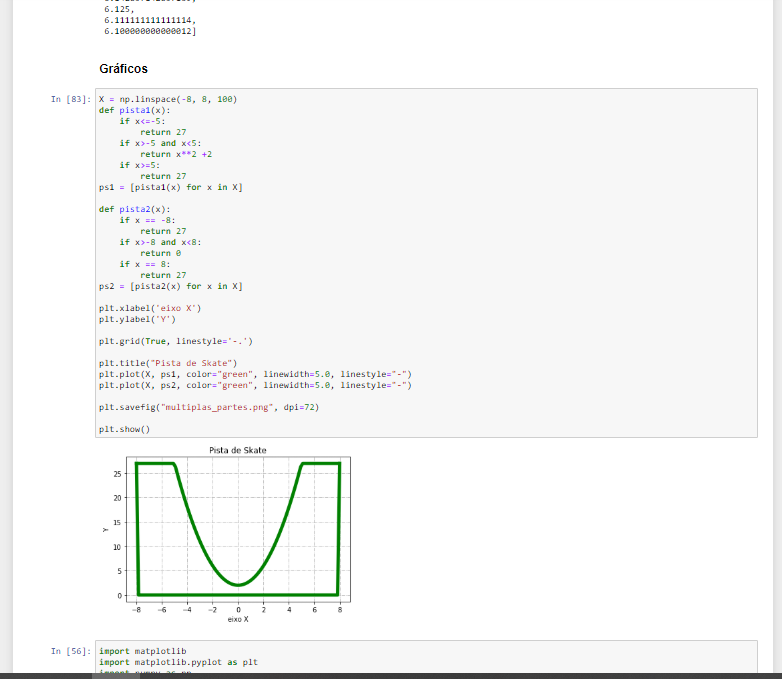 6.125,
6.111111111111114,
6.100000000000012]
Gráficos
In [83]: X = np.linspace(-8, 8, 100)
def pista1(x):
    if x<=-5:
        return 27
    if x>-5 and x<5:
        return x**2 +2
    if x>=5:
        return 27
ps1 = [pista1(x) for x in X]
def pista2(x):
    if x == -8:
        return 27
    if x>-8 and x<8:
        return 0
    if x == 8:
        return 27
ps2 = [pista2(x) for x in X]
plt.xlabel('eixo X')
plt.ylabel('Y')
plt.grid(True, linestyle='-.')
plt.title("Pista de Skate")
plt.plot(X, ps1, color="green", linewidth=5.0, linestyle="-")
plt.plot(X, ps2, color="green", linewidth=5.0, linestyle="-")
plt.savefig("multiplas_partes.png", dpi=72)
plt.show()
Pista de Skate
25
20
15
Y
10
5
0
−8 −6 −4 −2 0 2 4 6 8
eixo X
In [56]: import matplotlib
import matplotlib.pyplot as plt